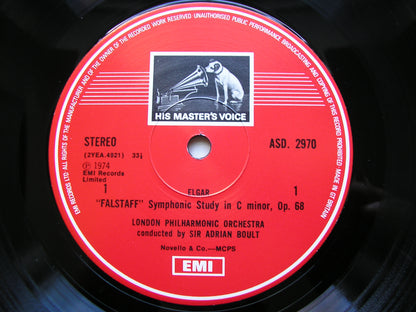 EMI RECORDS LTD. ALL RIGHTS OF THE MANUFACTURER AND OF THE OWNER OF THE RECORDED WORK RESERVED UNAUTHORISED PUBLIC PERFORMANCE BROADCASTING AND COPYING OF THIS RECORD PROHIBITED MADE IN GT BRITAIN
HIS MASTER'S VOICE
STEREO
ASD. 2970
(2YEA.4921) 33⅓
℗ 1974
EMI Records
Limited
1
1
ELGAR
"FALSTAFF" Symphonic Study in C minor, Op. 68
LONDON PHILHARMONIC ORCHESTRA
conducted by SIR ADRIAN BOULT
Novello & Co.—MCPS
EMI